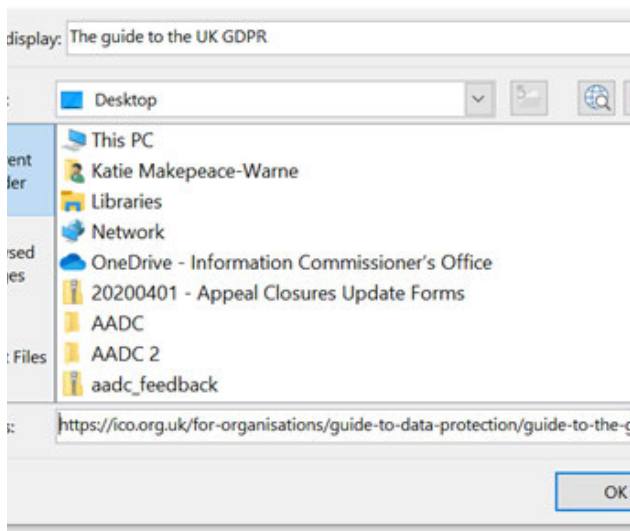 display: The guide to the UK GDPR
: Desktop
This PC
Katie Makepeace-Warne
Libraries
Network
OneDrive - Information Commissioner's Office
20200401 - Appeal Closures Update Forms
AADC
AADC 2
aadc_feedback
Files
https://ico.org.uk/for-organisations/guide-to-data-protection/guide-to-the-g
OK